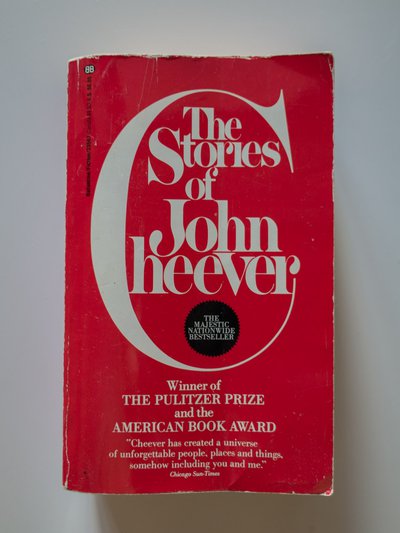 BB
The
Stories
of
John
Cheever
THE
MAJESTIC
NATIONWIDE
BESTSELLER
Winner of
THE PULITZER PRIZE
and the
AMERICAN BOOK AWARD
"Cheever has created a universe
of unforgettable people, places and things,
somehow including you and me."
Chicago Sun-Times